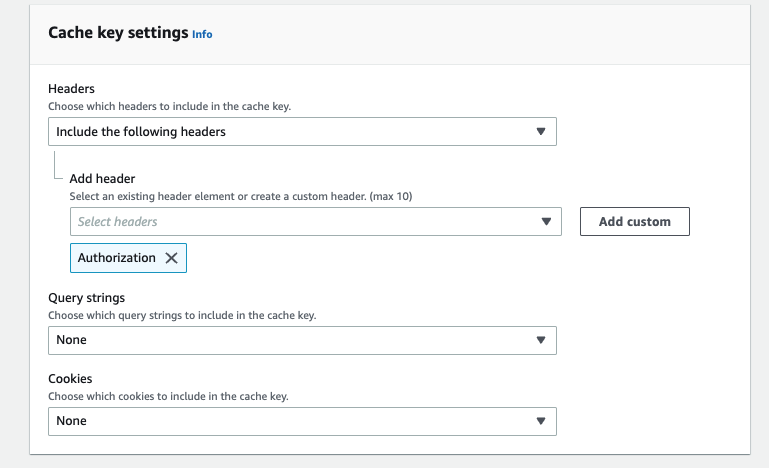 Cache key settings Info
Headers
Choose which headers to include in the cache key.
Include the following headers
Add header
Select an existing header element or create a custom header. (max 10)
Select headers
Add custom
Authorization
Query strings
Choose which query strings to include in the cache key.
None
Cookies
Choose which cookies to include in the cache key.
None